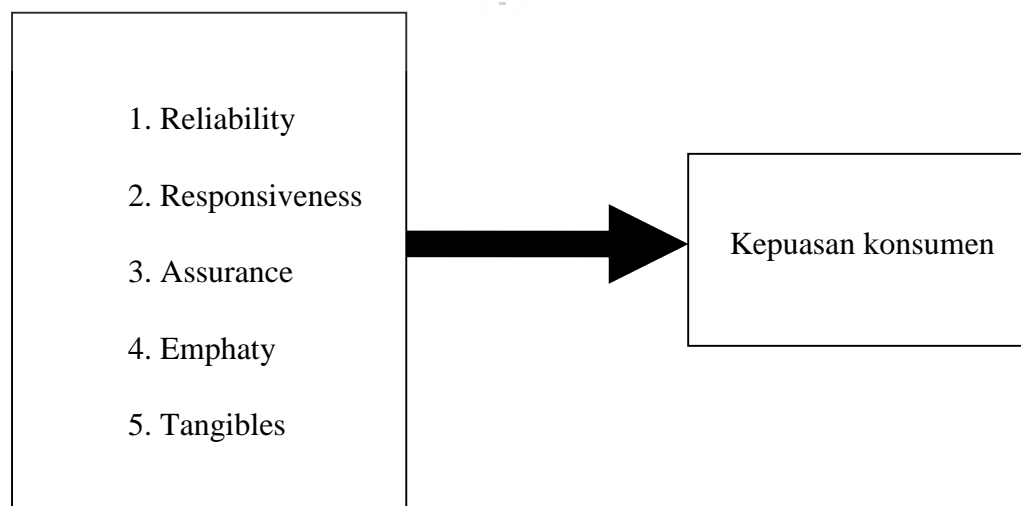 1. Reliability
2. Responsiveness
3. Assurance
4. Emphaty
5. Tangibles
Kepuasan konsumen